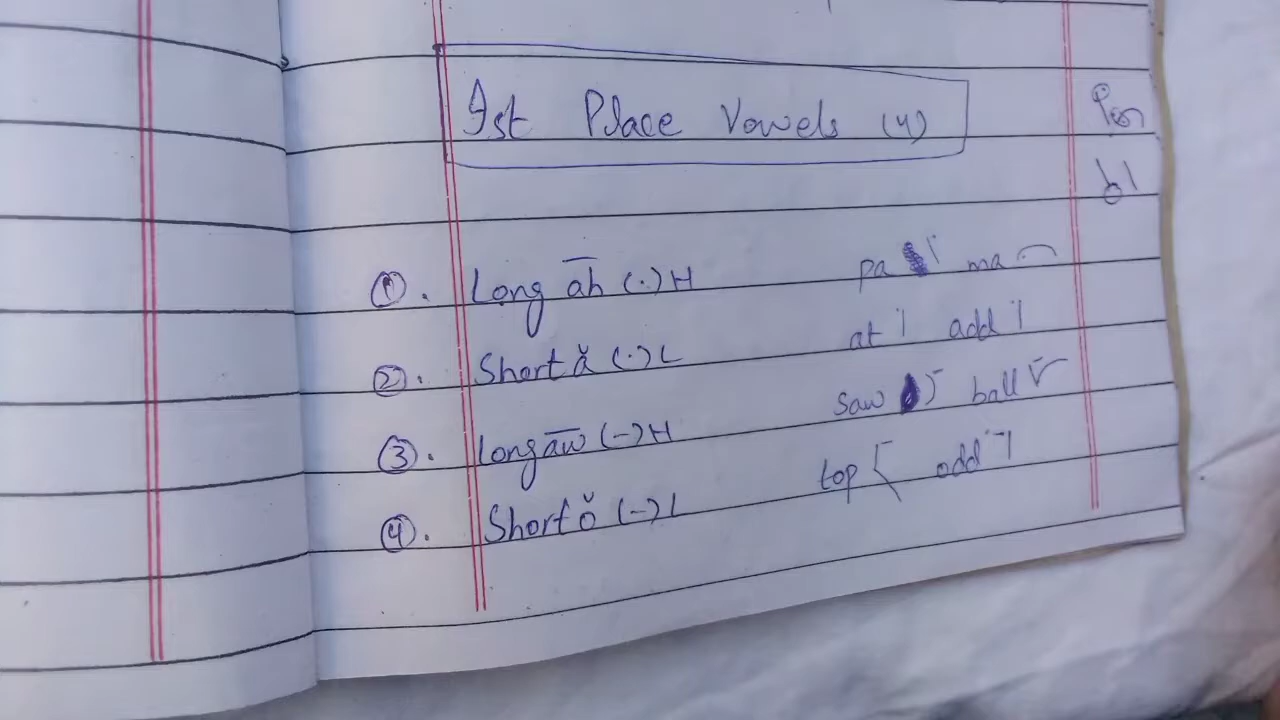 1st Place Vowels (4)
Pen
①. Long āh (·) H pa ma
②. Short ă (·) L at add
③. Long āw (-) H saw ball
④. Short ŏ (-) L top odd